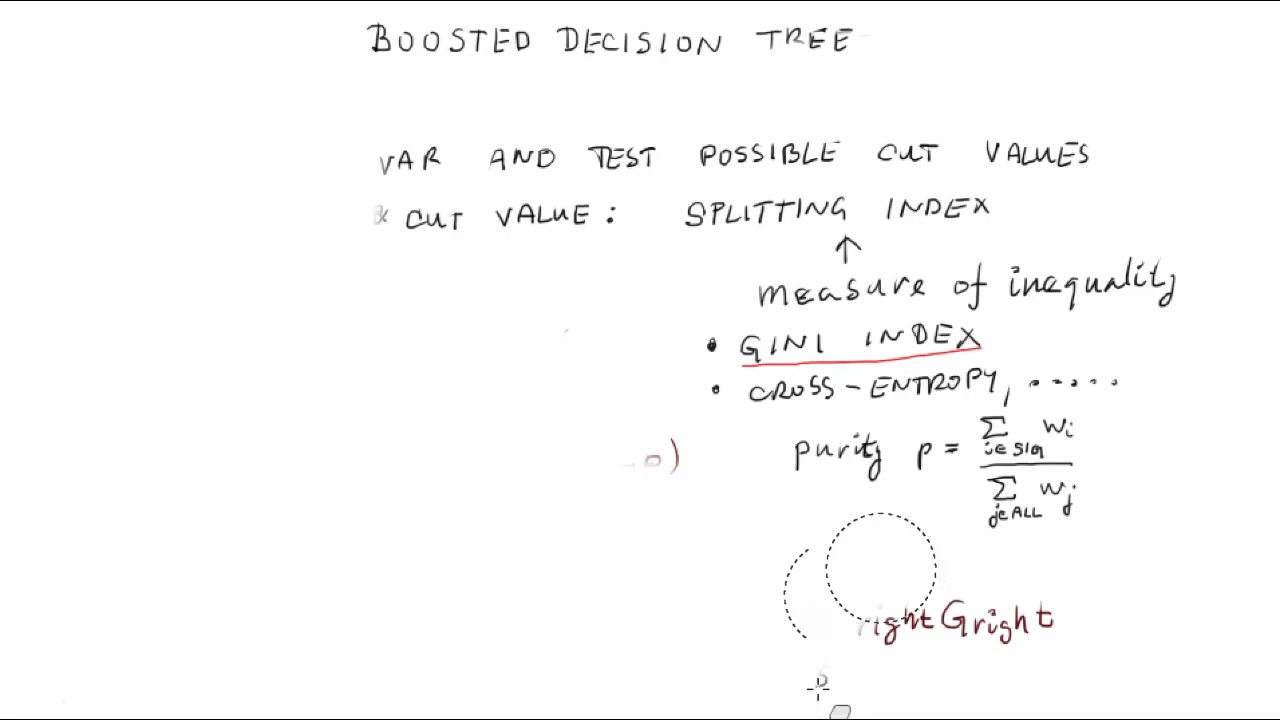 BOOSTED DECISION TREE
VAR AND TEST POSSIBLE CUT VALUES
CUT VALUE: SPLITTING INDEX
↑
measure of inequality
• GINI INDEX
• CROSS-ENTROPY, .....
-p)
purity p = ∑ i∈SIG wi / ∑ j∈ALL wj
rightGright